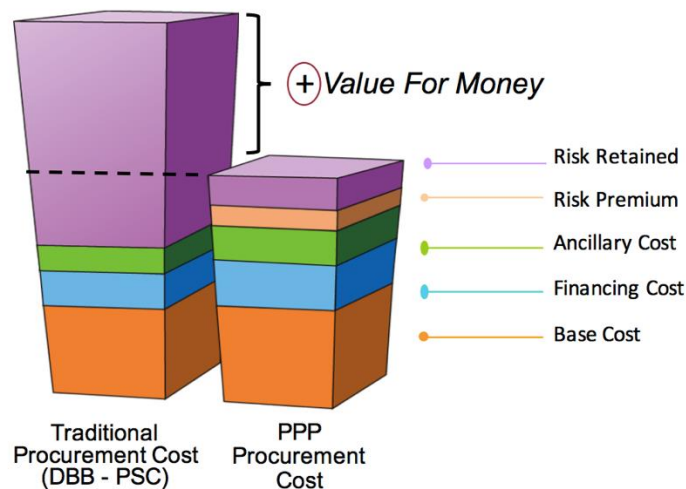 + Value For Money
Risk Retained
Risk Premium
Ancillary Cost
Financing Cost
Base Cost
Traditional
Procurement Cost
(DBB - PSC)
PPP
Procurement
Cost